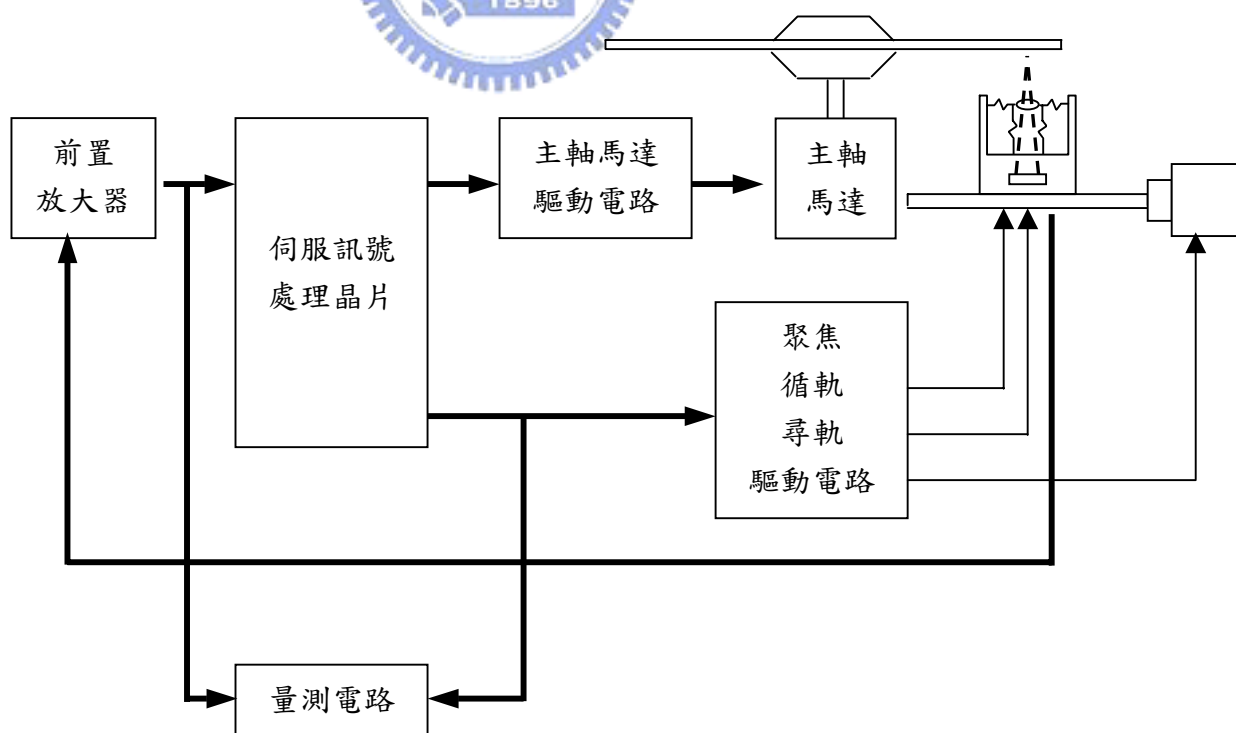 1896
前置
放大器
伺服訊號
處理晶片
主軸馬達
驅動電路
主軸
馬達
聚焦
循軌
尋軌
驅動電路
量測電路